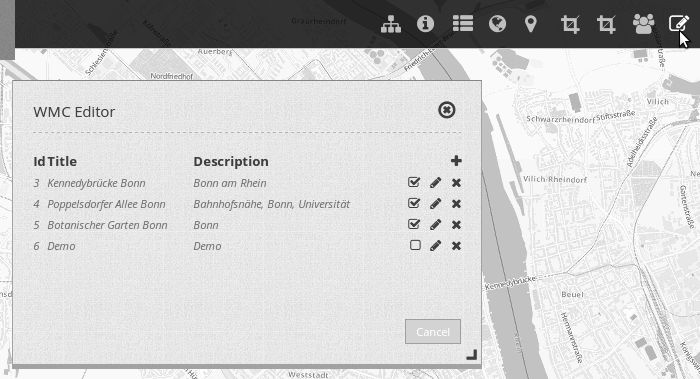 Graurheindorf
Auerberg
Schlesienstraße
Nordfriedhof
Friedrich
Vilich
WMC Editor
Schwarzrheindorf
Stiftsstraße
Adelheidisstraße
Id Title Description
3 Kennedybrücke Bonn Bonn am Rhein
4 Poppelsdorfer Allee Bonn Bahnhofsnähe, Bonn, Universität
5 Botanischer Garten Bonn Bonn
6 Demo Demo
Vilich-Rheindorf
Gartenstraße
Kennedybrücke
Beuel
Hermannstraße
Cancel
Weststadt